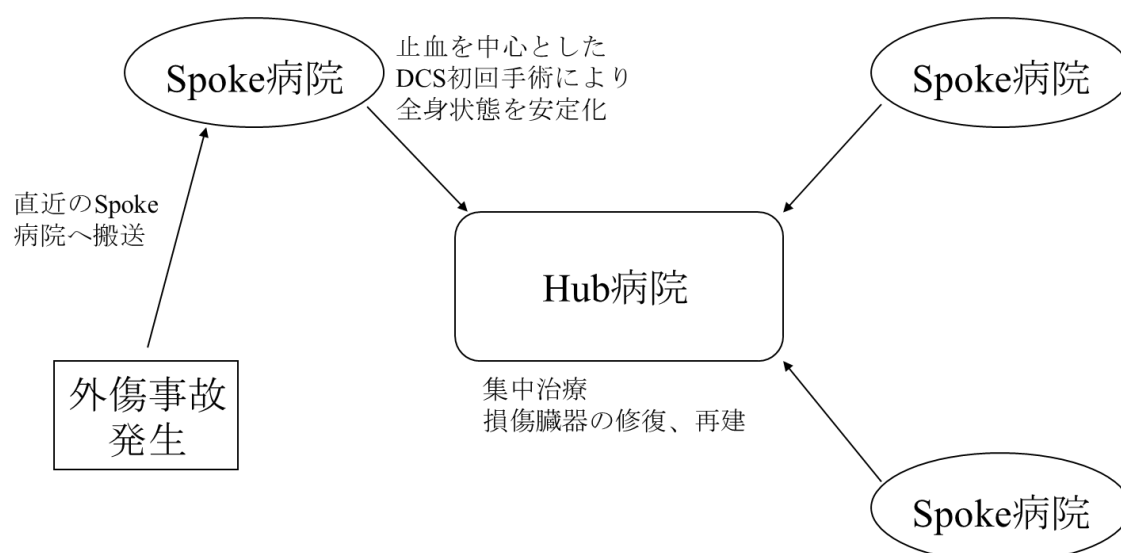 Spoke病院
止血を中心とした
DCS初回手術により
全身状態を安定化
Spoke病院
直近のSpoke
病院へ搬送
Hub病院
外傷事故
発生
集中治療
損傷臓器の修復、再建
Spoke病院